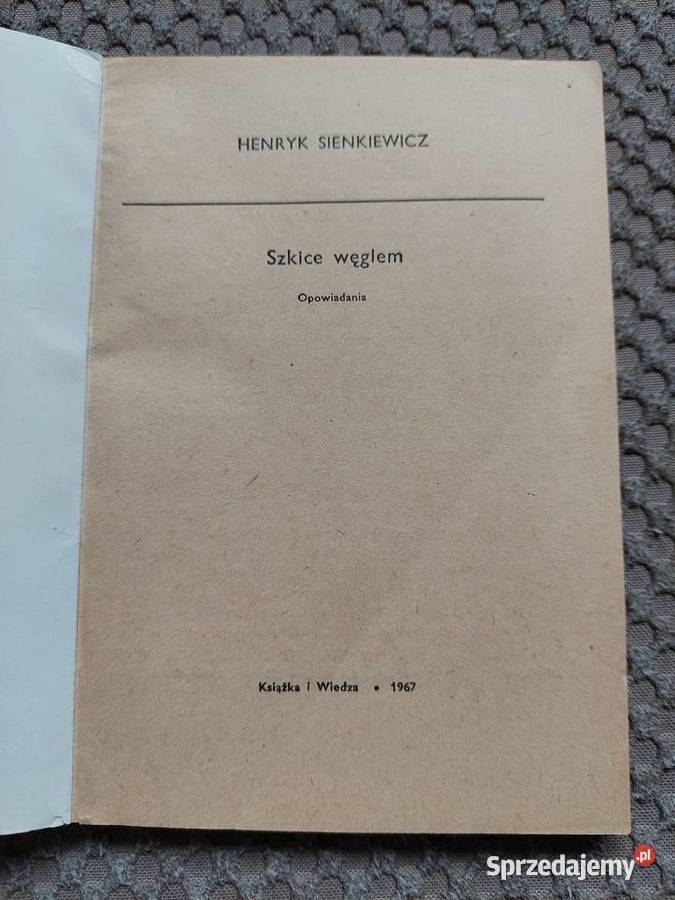 HENRYK SIENKIEWICZ
Szkice węglem
Opowiadania
Książka i Wiedza • 1967
Sprzedajemy.pl